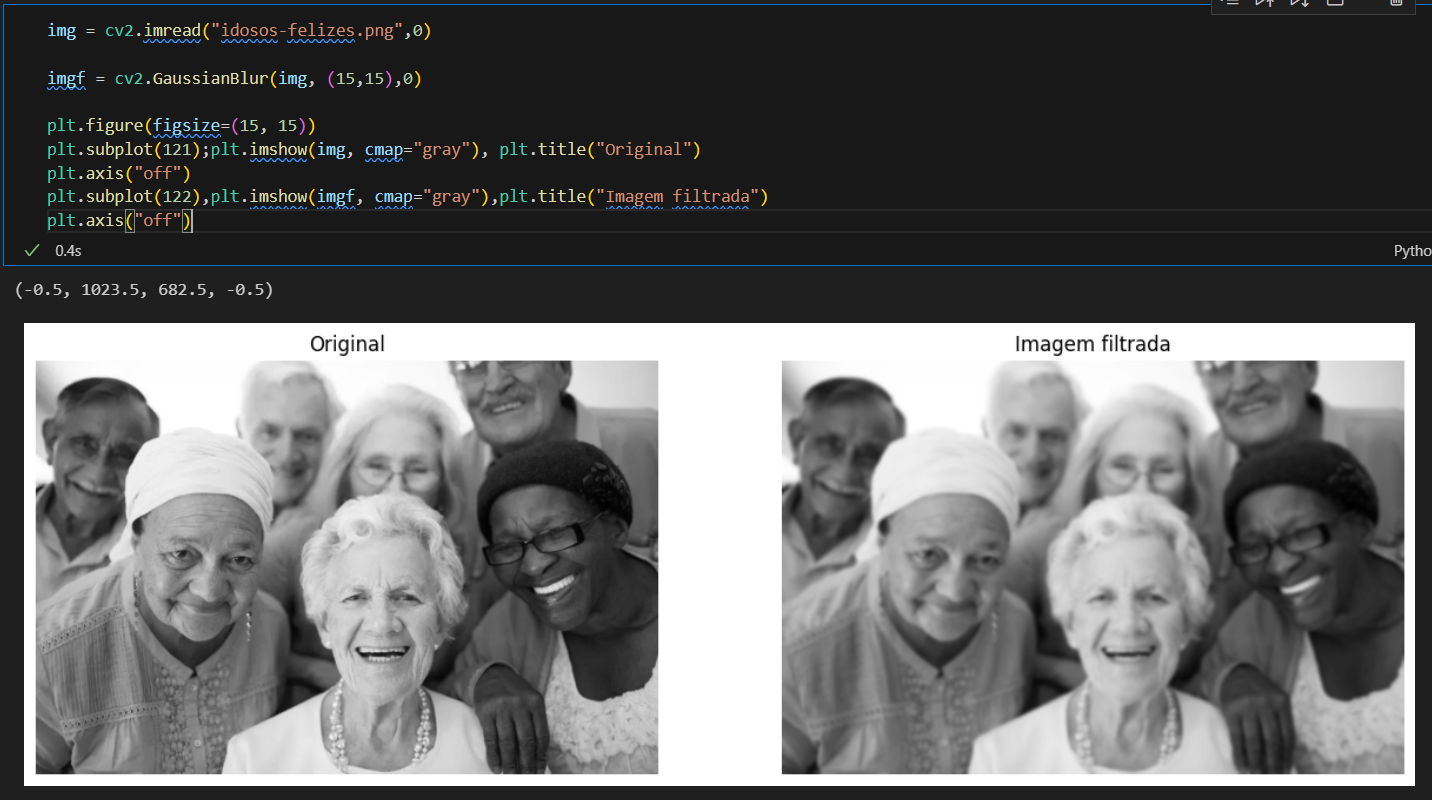 img = cv2.imread("idosos-felizes.png",0)
imgf = cv2.GaussianBlur(img, (15,15),0)
plt.figure(figsize=(15, 15))
plt.subplot(121);plt.imshow(img, cmap="gray"), plt.title("Original")
plt.axis("off")
plt.subplot(122),plt.imshow(imgf, cmap="gray"),plt.title("Imagem filtrada")
plt.axis("off")
0.4s
Pytho
(-0.5, 1023.5, 682.5, -0.5)
Original
Imagem filtrada